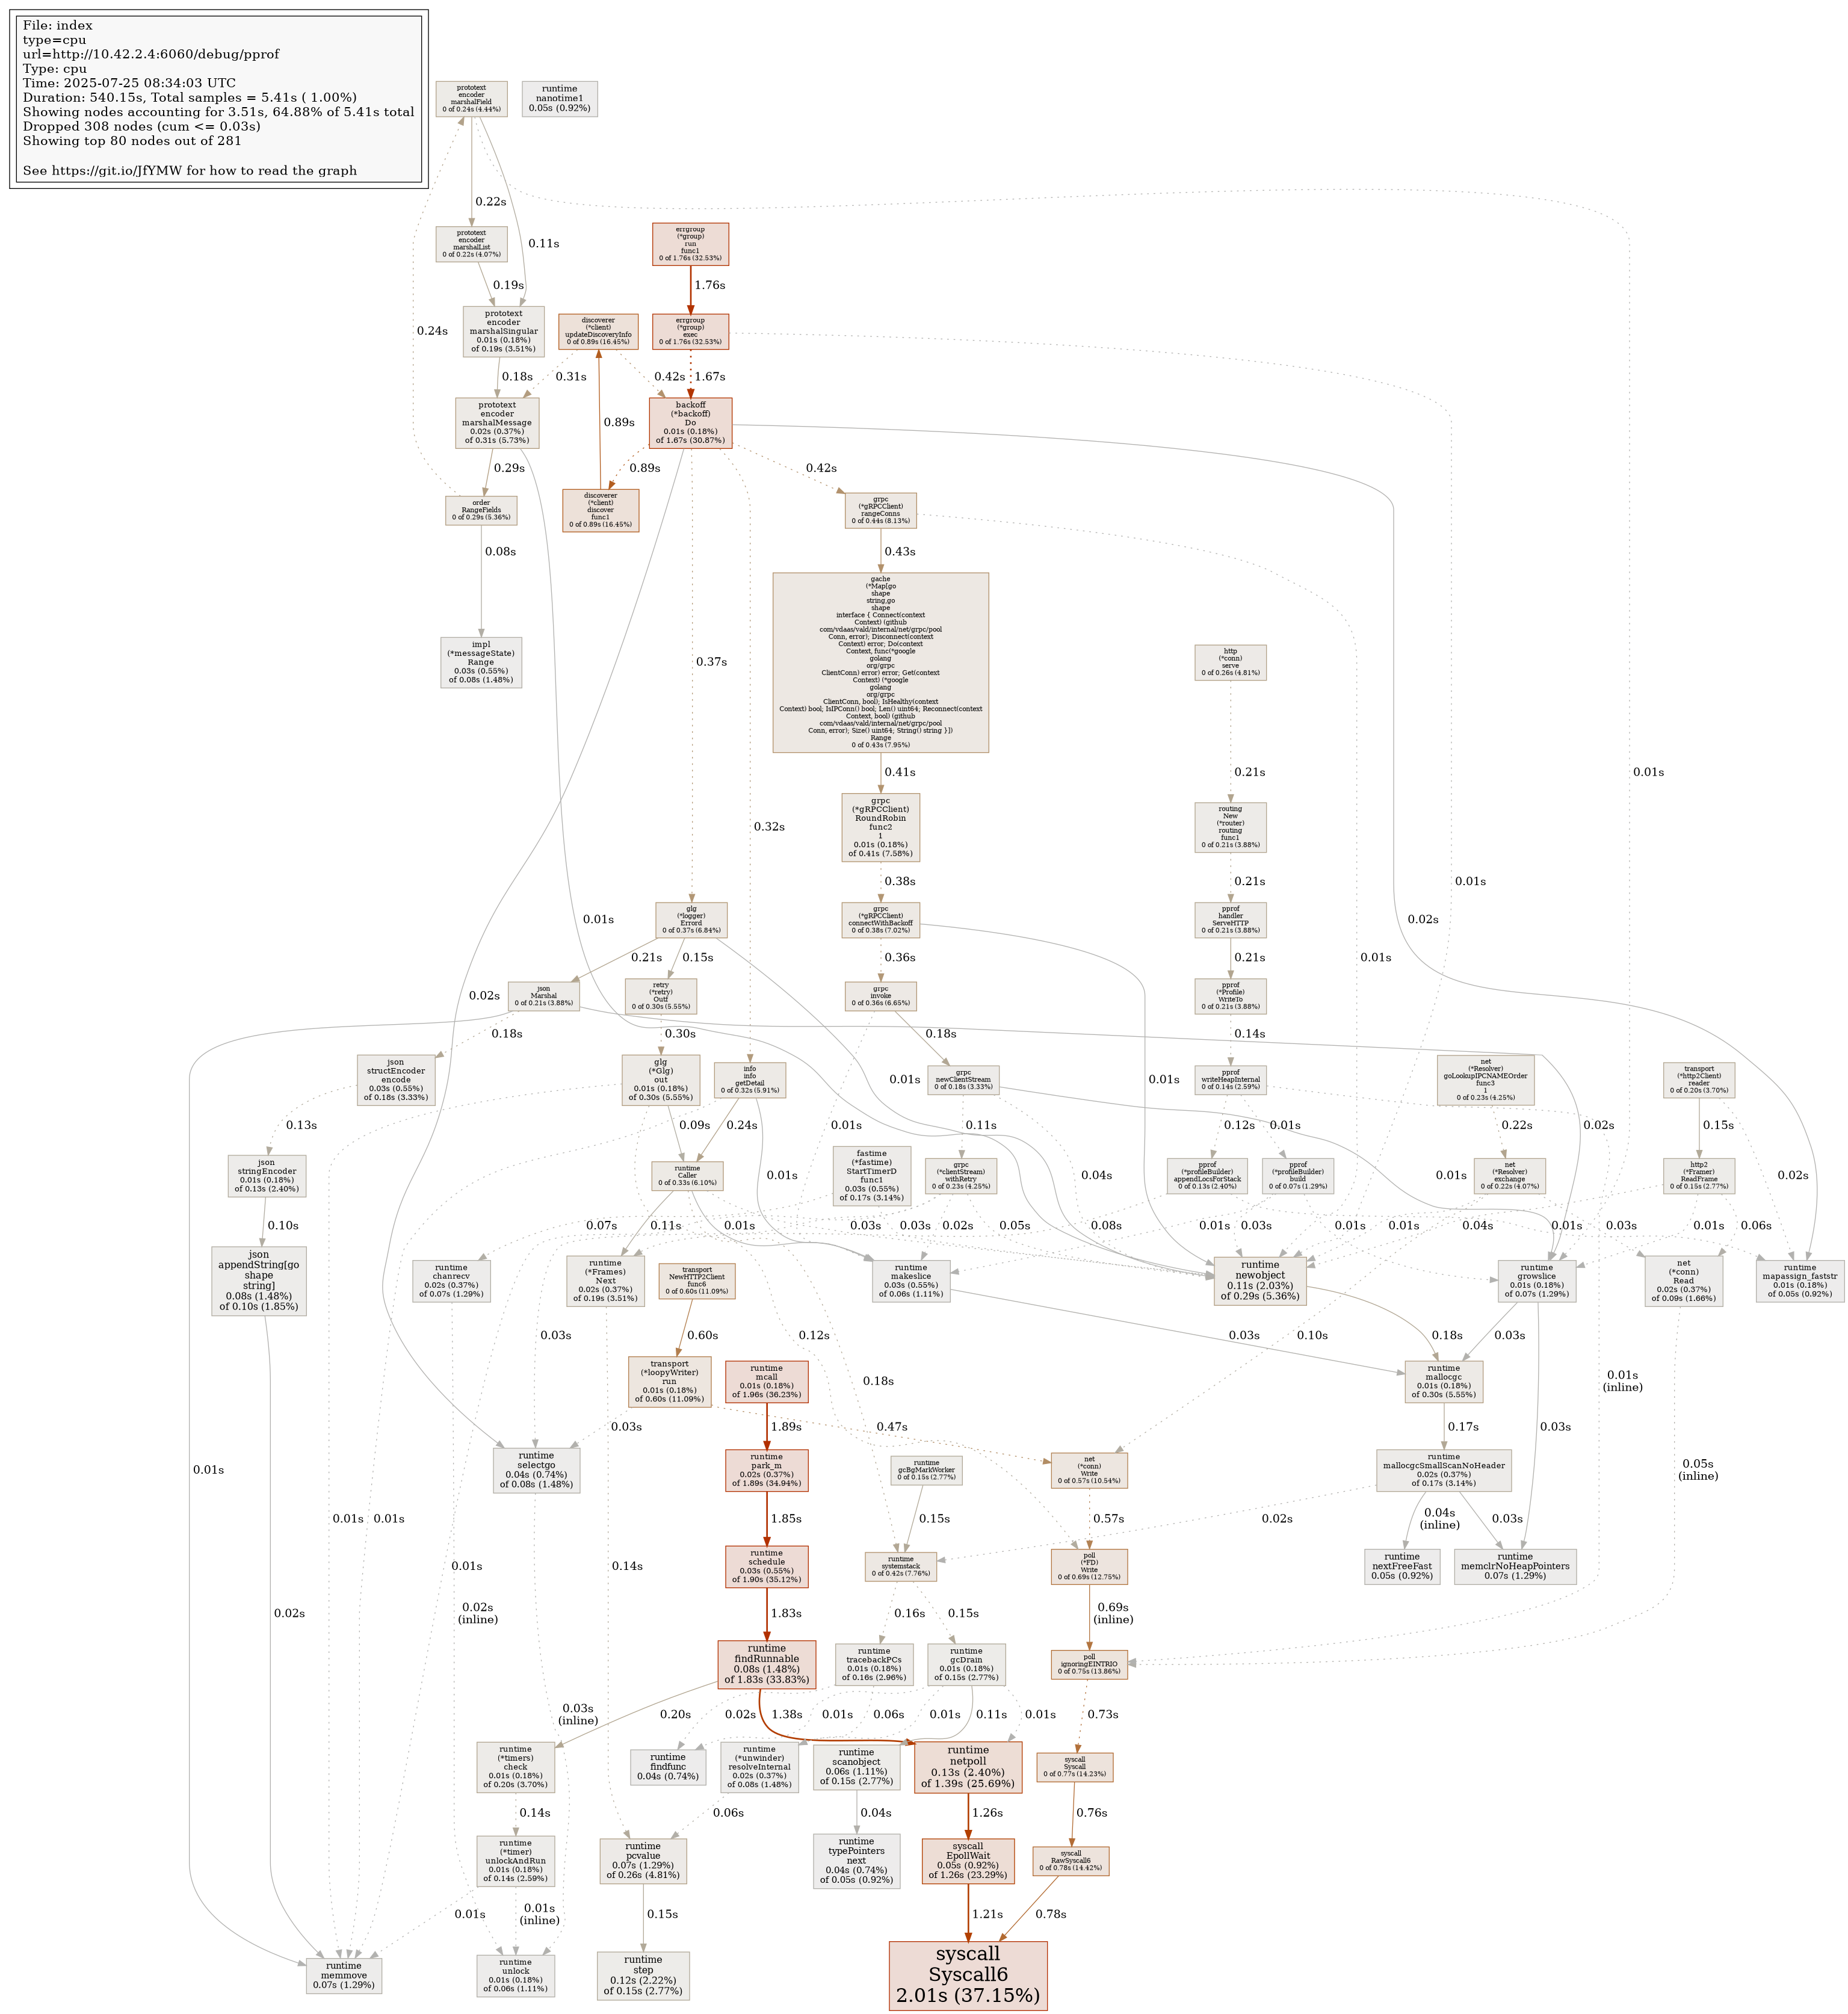 File: index
type=cpu
url=http://10.42.2.4:6060/debug/pprof
Type: cpu
Time: 2025-07-25 08:34:03 UTC
Duration: 540.15s, Total samples = 5.41s ( 1.00%)
Showing nodes accounting for 3.51s, 64.88% of 5.41s total
Dropped 308 nodes (cum <= 0.03s)
Showing top 80 nodes out of 281
See https://git.io/JfYMW for how to read the graph
prototext
encoder
marshalField
0 of 0.24s (4.44%)
runtime
nanotime1
0.05s (0.92%)
0.22s
0.11s
prototext
encoder
marshalList
0 of 0.22s (4.07%)
errgroup
(*group)
run
func1
0 of 1.76s (32.53%)
0.19s
1.76s
0.24s
prototext
encoder
marshalSingular
0.01s (0.18%)
of 0.19s (3.51%)
discoverer
(*client)
updateDiscoveryInfo
0 of 0.89s (16.45%)
errgroup
(*group)
exec
0 of 1.76s (32.53%)
0.18s
0.31s
0.42s
1.67s
prototext
encoder
marshalMessage
0.02s (0.37%)
of 0.31s (5.73%)
0.89s
backoff
(*backoff)
Do
0.01s (0.18%)
of 1.67s (30.87%)
0.29s
0.89s
0.42s
order
RangeFields
0 of 0.29s (5.36%)
discoverer
(*client)
discover
func1
0 of 0.89s (16.45%)
grpc
(*gRPCClient)
rangeConns
0 of 0.44s (8.13%)
0.08s
0.43s
gache
(*Map[go
shape
string,go
shape
interface { Connect(context
Context) (github
com/vdaas/vald/internal/net/grpc/pool
Conn, error); Disconnect(context
Context) error; Do(context
Context, func(*google
golang
org/grpc
ClientConn) error) error; Get(context
Context) (*google
golang
org/grpc
ClientConn, bool); IsHealthy(context
Context) bool; IsIPConn() bool; Len() uint64; Reconnect(context
Context, bool) (github
com/vdaas/vald/internal/net/grpc/pool
Conn, error); Size() uint64; String() string }])
Range
0 of 0.43s (7.95%)
impl
(*messageState)
Range
0.03s (0.55%)
of 0.08s (1.48%)
0.37s
http
(*conn)
serve
0 of 0.26s (4.81%)
0.41s
0.21s
0.01s
0.32s
grpc
(*gRPCClient)
RoundRobin
func2
1
0.01s (0.18%)
of 0.41s (7.58%)
routing
New
(*router)
routing
func1
0 of 0.21s (3.88%)
0.38s
0.21s
0.01s
glg
(*logger)
Errord
0 of 0.37s (6.84%)
grpc
(*gRPCClient)
connectWithBackoff
0 of 0.38s (7.02%)
pprof
handler
ServeHTTP
0 of 0.21s (3.88%)
0.01s
0.02s
0.21s
0.15s
0.36s
0.21s
0.01s
0.02s
json
Marshal
0 of 0.21s (3.88%)
retry
(*retry)
Outf
0 of 0.30s (5.55%)
grpc
invoke
0 of 0.36s (6.65%)
pprof
(*Profile)
WriteTo
0 of 0.21s (3.88%)
0.18s
0.30s
0.18s
0.14s
json
structEncoder
encode
0.03s (0.55%)
of 0.18s (3.33%)
glg
(*Glg)
out
0.01s (0.18%)
of 0.30s (5.55%)
info
info
getDetail
0 of 0.32s (5.91%)
0.01s
grpc
newClientStream
0 of 0.18s (3.33%)
0.01s
pprof
writeHeapInternal
0 of 0.14s (2.59%)
net
(*Resolver)
goLookupIPCNAMEOrder
func3
1
0 of 0.23s (4.25%)
transport
(*http2Client)
reader
0 of 0.20s (3.70%)
0.13s
0.09s
0.24s
0.01s
0.11s
0.12s
0.01s
0.22s
0.02s
0.15s
json
stringEncoder
0.01s (0.18%)
of 0.13s (2.40%)
runtime
Caller
0 of 0.33s (6.10%)
0.01s
fastime
(*fastime)
StartTimerD
func1
0.03s (0.55%)
of 0.17s (3.14%)
grpc
(*clientStream)
withRetry
0 of 0.23s (4.25%)
0.04s
pprof
(*profileBuilder)
appendLocsForStack
0 of 0.13s (2.40%)
pprof
(*profileBuilder)
build
0 of 0.07s (1.29%)
0.01s
net
(*Resolver)
exchange
0 of 0.22s (4.07%)
http2
(*Framer)
ReadFrame
0 of 0.15s (2.77%)
0.02s
0.10s
0.07s
0.11s
0.01s
0.03s
0.03s
0.02s
0.05s
0.08s
0.01s
0.03s
0.01s
0.01s
0.04s
0.01s
0.03s
0.01s
0.06s
json
appendString[go
shape
string]
0.08s (1.48%)
of 0.10s (1.85%)
runtime
chanrecv
0.02s (0.37%)
of 0.07s (1.29%)
runtime
(*Frames)
Next
0.02s (0.37%)
of 0.19s (3.51%)
transport
NewHTTP2Client
func6
0 of 0.60s (11.09%)
runtime
makeslice
0.03s (0.55%)
of 0.06s (1.11%)
runtime
newobject
0.11s (2.03%)
of 0.29s (5.36%)
runtime
growslice
0.01s (0.18%)
of 0.07s (1.29%)
net
(*conn)
Read
0.02s (0.37%)
of 0.09s (1.66%)
runtime
mapassign_faststr
0.01s (0.18%)
of 0.05s (0.92%)
0.03s
0.60s
0.12s
0.03s
0.10s
0.18s
0.03s
transport
(*loopyWriter)
run
0.01s (0.18%)
of 0.60s (11.09%)
runtime
mcall
0.01s (0.18%)
of 1.96s (36.23%)
0.18s
runtime
mallocgc
0.01s (0.18%)
of 0.30s (5.55%)
0.01s
(inline)
0.03s
1.89s
0.47s
0.17s
0.03s
0.01s
runtime
selectgo
0.04s (0.74%)
of 0.08s (1.48%)
runtime
park_m
0.02s (0.37%)
of 1.89s (34.94%)
runtime
gcBgMarkWorker
0 of 0.15s (2.77%)
net
(*conn)
Write
0 of 0.57s (10.54%)
runtime
mallocgcSmallScanNoHeader
0.02s (0.37%)
of 0.17s (3.14%)
0.05s
(inline)
0.01s
0.01s
1.85s
0.15s
0.57s
0.02s
0.04s
(inline)
0.03s
0.01s
0.14s
runtime
schedule
0.03s (0.55%)
of 1.90s (35.12%)
runtime
systemstack
0 of 0.42s (7.76%)
poll
(*FD)
Write
0 of 0.69s (12.75%)
runtime
nextFreeFast
0.05s (0.92%)
runtime
memclrNoHeapPointers
0.07s (1.29%)
0.02s
0.02s
(inline)
1.83s
0.16s
0.15s
0.69s
(inline)
runtime
findRunnable
0.08s (1.48%)
of 1.83s (33.83%)
runtime
tracebackPCs
0.01s (0.18%)
of 0.16s (2.96%)
runtime
gcDrain
0.01s (0.18%)
of 0.15s (2.77%)
poll
ignoringEINTRIO
0 of 0.75s (13.86%)
0.03s
(inline)
0.20s
0.02s
1.38s
0.01s
0.06s
0.01s
0.11s
0.01s
0.73s
runtime
(*timers)
check
0.01s (0.18%)
of 0.20s (3.70%)
runtime
findfunc
0.04s (0.74%)
runtime
(*unwinder)
resolveInternal
0.02s (0.37%)
of 0.08s (1.48%)
runtime
scanobject
0.06s (1.11%)
of 0.15s (2.77%)
runtime
netpoll
0.13s (2.40%)
of 1.39s (25.69%)
syscall
Syscall
0 of 0.77s (14.23%)
0.14s
0.06s
0.04s
1.26s
0.76s
runtime
(*timer)
unlockAndRun
0.01s (0.18%)
of 0.14s (2.59%)
runtime
pcvalue
0.07s (1.29%)
of 0.26s (4.81%)
runtime
typePointers
next
0.04s (0.74%)
of 0.05s (0.92%)
syscall
EpollWait
0.05s (0.92%)
of 1.26s (23.29%)
syscall
RawSyscall6
0 of 0.78s (14.42%)
0.01s
0.01s
(inline)
0.15s
1.21s
0.78s
runtime
memmove
0.07s (1.29%)
runtime
unlock
0.01s (0.18%)
of 0.06s (1.11%)
runtime
step
0.12s (2.22%)
of 0.15s (2.77%)
syscall
Syscall6
2.01s (37.15%)